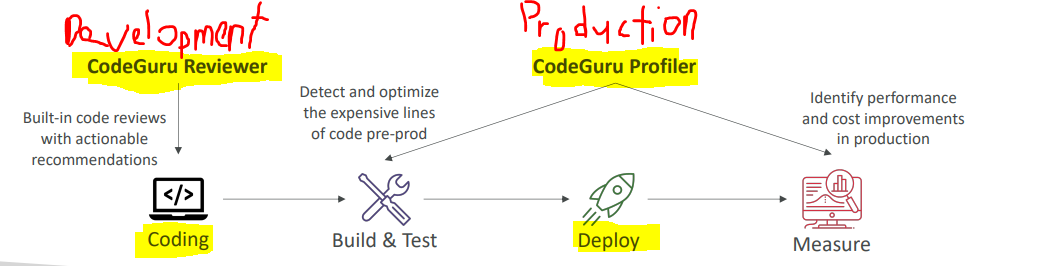 Development
Production
CodeGuru Reviewer
CodeGuru Profiler
Built-in code reviews
with actionable
recommendations
Detect and optimize
the expensive lines
of code pre-prod
Identify performance
and cost improvements
in production
</>
Coding
Build & Test
Deploy
Measure